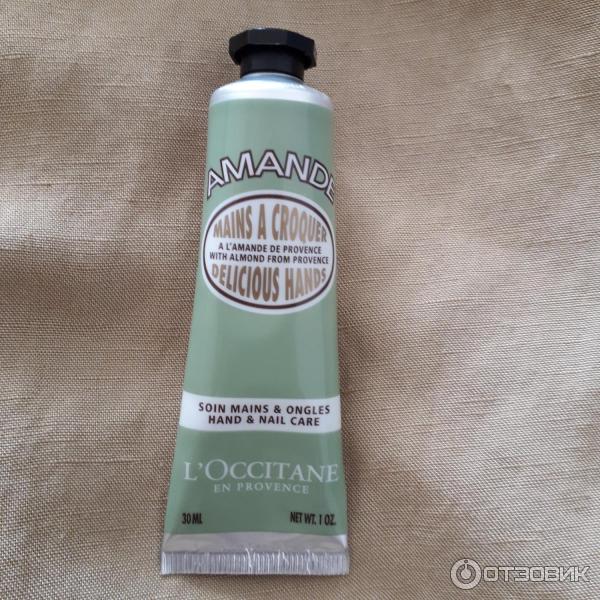 AMANDE
MAINS A CROQUER
A L'AMANDE DE PROVENCE
WITH ALMOND FROM PROVENCE
DELICIOUS HANDS
SOIN MAINS & ONGLES
HAND & NAIL CARE
L'OCCITANE
EN PROVENCE
30 ML NET WT. 1 OZ.
ОТЗОВИК